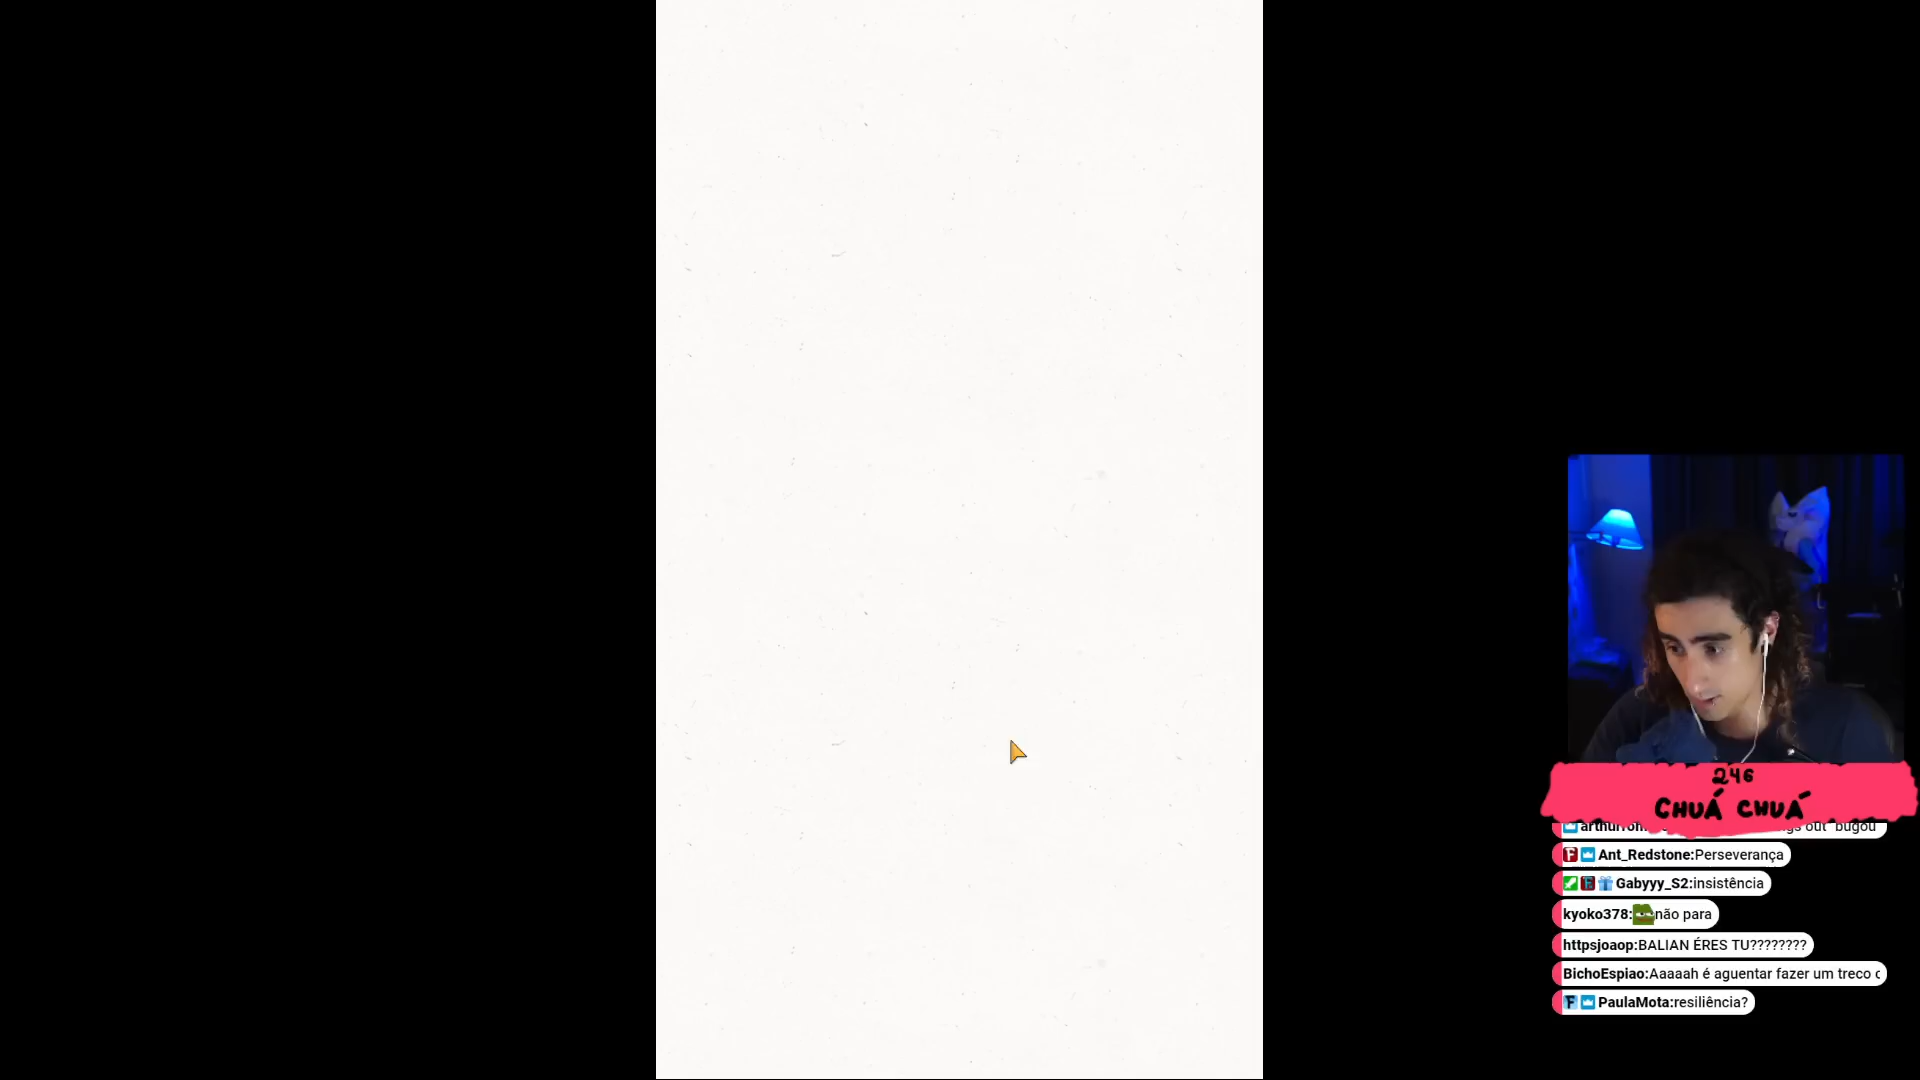 246
CHUÁ CHUÁ
bugou
Ant_Redstone:Perseverança
Gabyyy_S2:insistência
kyoko378: não para
httpsjoaop:BALIAN ÉRES TU????????
BichoEspiao:Aaaaah é aguentar fazer um treco
PaulaMota:resiliência?